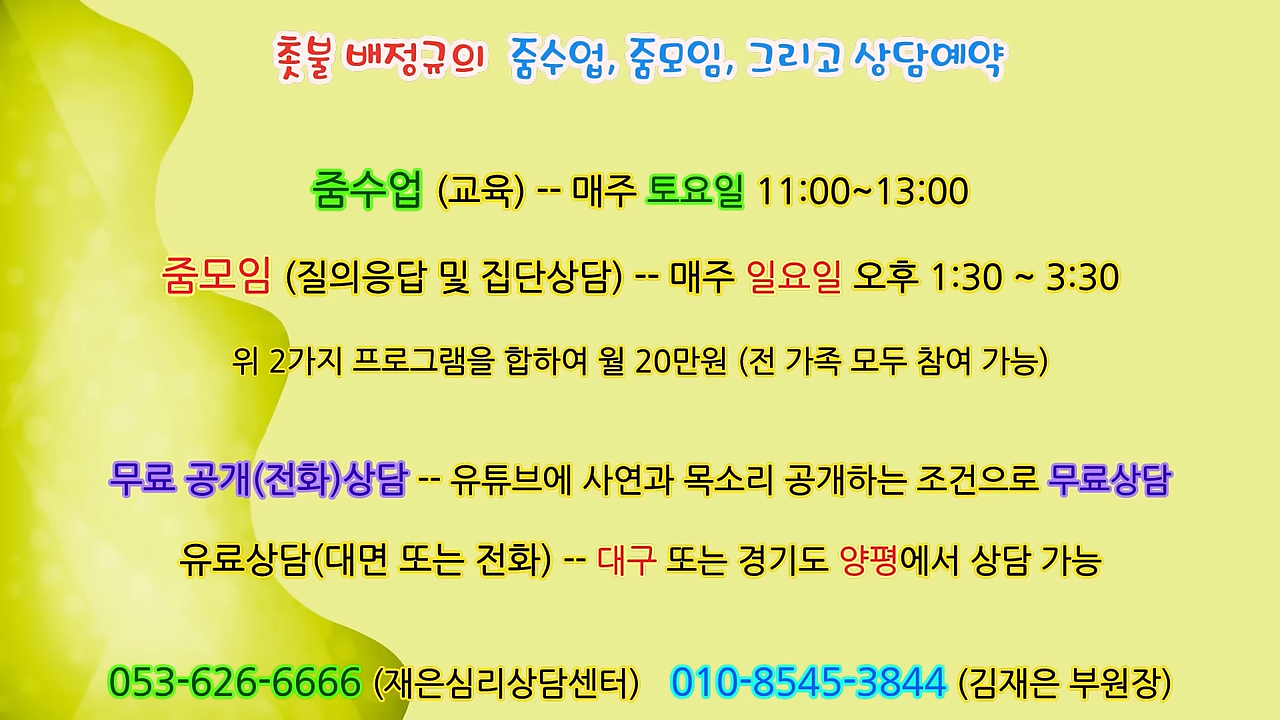 촛불 배정규의 줌수업, 줌모임, 그리고 상담예약
줌수업 (교육) -- 매주 토요일 11:00~13:00
줌모임 (질의응답 및 집단상담) -- 매주 일요일 오후 1:30 ~ 3:30
위 2가지 프로그램을 합하여 월 20만원 (전 가족 모두 참여 가능)
무료 공개(전화)상담 -- 유튜브에 사연과 목소리 공개하는 조건으로 무료상담
유료상담(대면 또는 전화) -- 대구 또는 경기도 양평에서 상담 가능
053-626-6666 (재은심리상담센터) 010-8545-3844 (김재은 부원장)